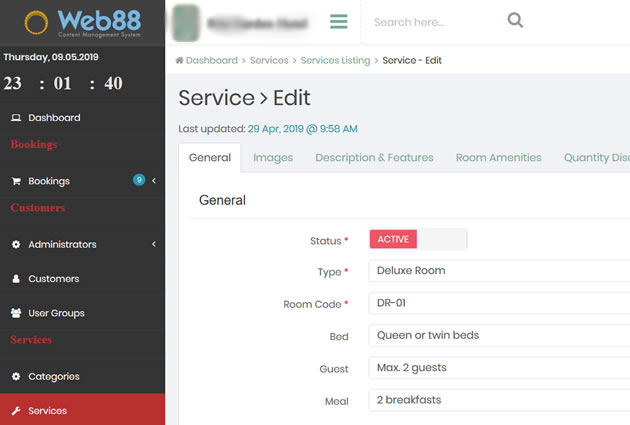 Web88
Content Management System
Search here...
Thursday, 09.05.2019
23 : 01 : 40
Dashboard > Services > Services Listing > Service - Edit
Service > Edit
Last updated: 29 Apr, 2019 @ 9:58 AM
General Images Description & Features Room Amenities Quantity Disc
Dashboard
Bookings
Bookings 9
Customers
Administrators
Customers
User Groups
Services
Categories
Services
General
Status * ACTIVE
Type * Deluxe Room
Room Code * DR-01
Bed Queen or twin beds
Guest Max. 2 guests
Meal 2 breakfasts